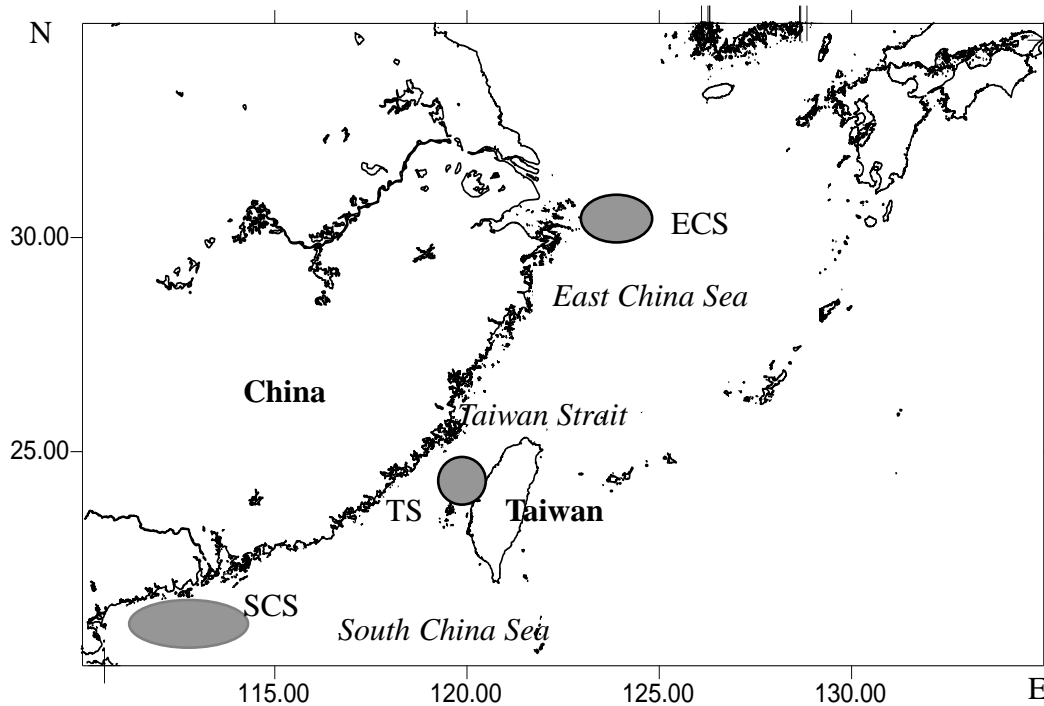 N
ECS
30.00
East China Sea
China
Taiwan Strait
25.00
TS
Taiwan
SCS
South China Sea
115.00
120.00
125.00
130.00
E